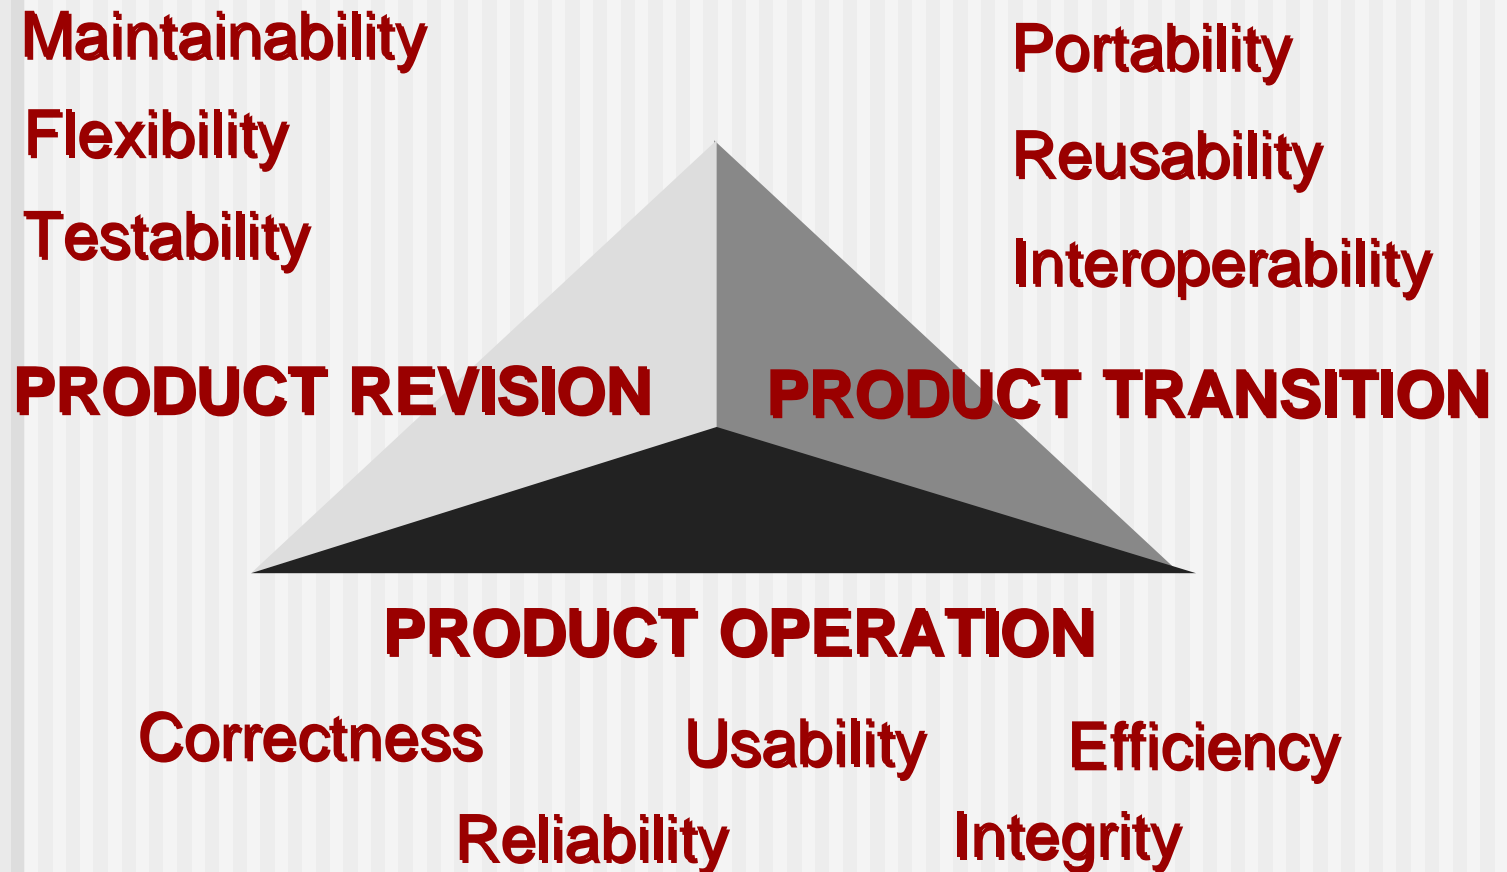 Maintainability
Flexibility
Testability
PRODUCT REVISION
Portability
Reusability
Interoperability
PRODUCT TRANSITION
PRODUCT OPERATION
Correctness Usability Efficiency
Reliability Integrity